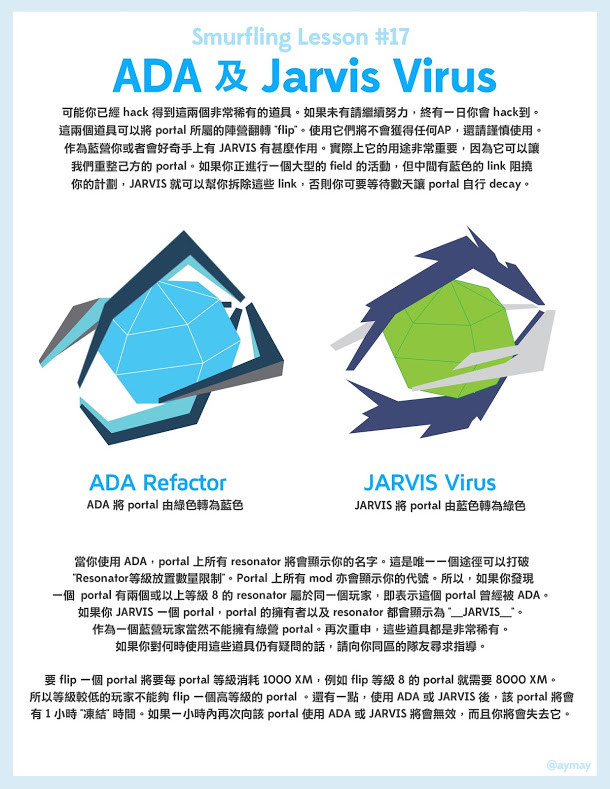 Smurfling Lesson #17
ADA 及 Jarvis Virus
可能你已經 hack 得到這兩個非常稀有的道具。如果未有請繼續努力，終有一日你會 hack到。
這兩個道具可以將 portal 所屬的陣營翻轉 "flip"。使用它們將不會獲得任何AP，還請謹慎使用。
作為藍營你或者會好奇手上有 JARVIS 有甚麼作用。實際上它的用途非常重要，因為它可以讓
我們重整己方的 portal。如果你正進行一個大型的 field 的活動，但中間有藍色的 link 阻撓
你的計劃，JARVIS 就可以幫你拆除這些 link，否則你可要等待數天讓 portal 自行 decay。
ADA Refactor
ADA 將 portal 由綠色轉為藍色
JARVIS Virus
JARVIS 將 portal 由藍色轉為綠色
當你使用 ADA，portal 上所有 resonator 將會顯示你的名字。這是唯一一個途徑可以打破
"Resonator等級放置數量限制"。Portal 上所有 mod 亦會顯示你的代號。所以，如果你發現
一個 portal 有兩個或以上等級 8 的 resonator 屬於同一個玩家，即表示這個 portal 曾經被 ADA。
如果你 JARVIS 一個 portal，portal 的擁有者以及 resonator 都會顯示為 "__JARVIS__"。
作為一個藍營玩家當然不能擁有綠營 portal。再次重申，這些道具都是非常稀有。
如果你對何時使用這些道具仍有疑問的話，請向你同區的隊友尋求指導。
要 flip 一個 portal 將要每 portal 等級消耗 1000 XM，例如 flip 等級 8 的 portal 就需要 8000 XM。
所以等級較低的玩家不能夠 flip 一個高等級的 portal 。還有一點，使用 ADA 或 JARVIS 後，該 portal 將會
有 1 小時 "凍結" 時間。如果一小時內再次向該 portal 使用 ADA 或 JARVIS 將會無效，而且你將會失去它。
@aymay